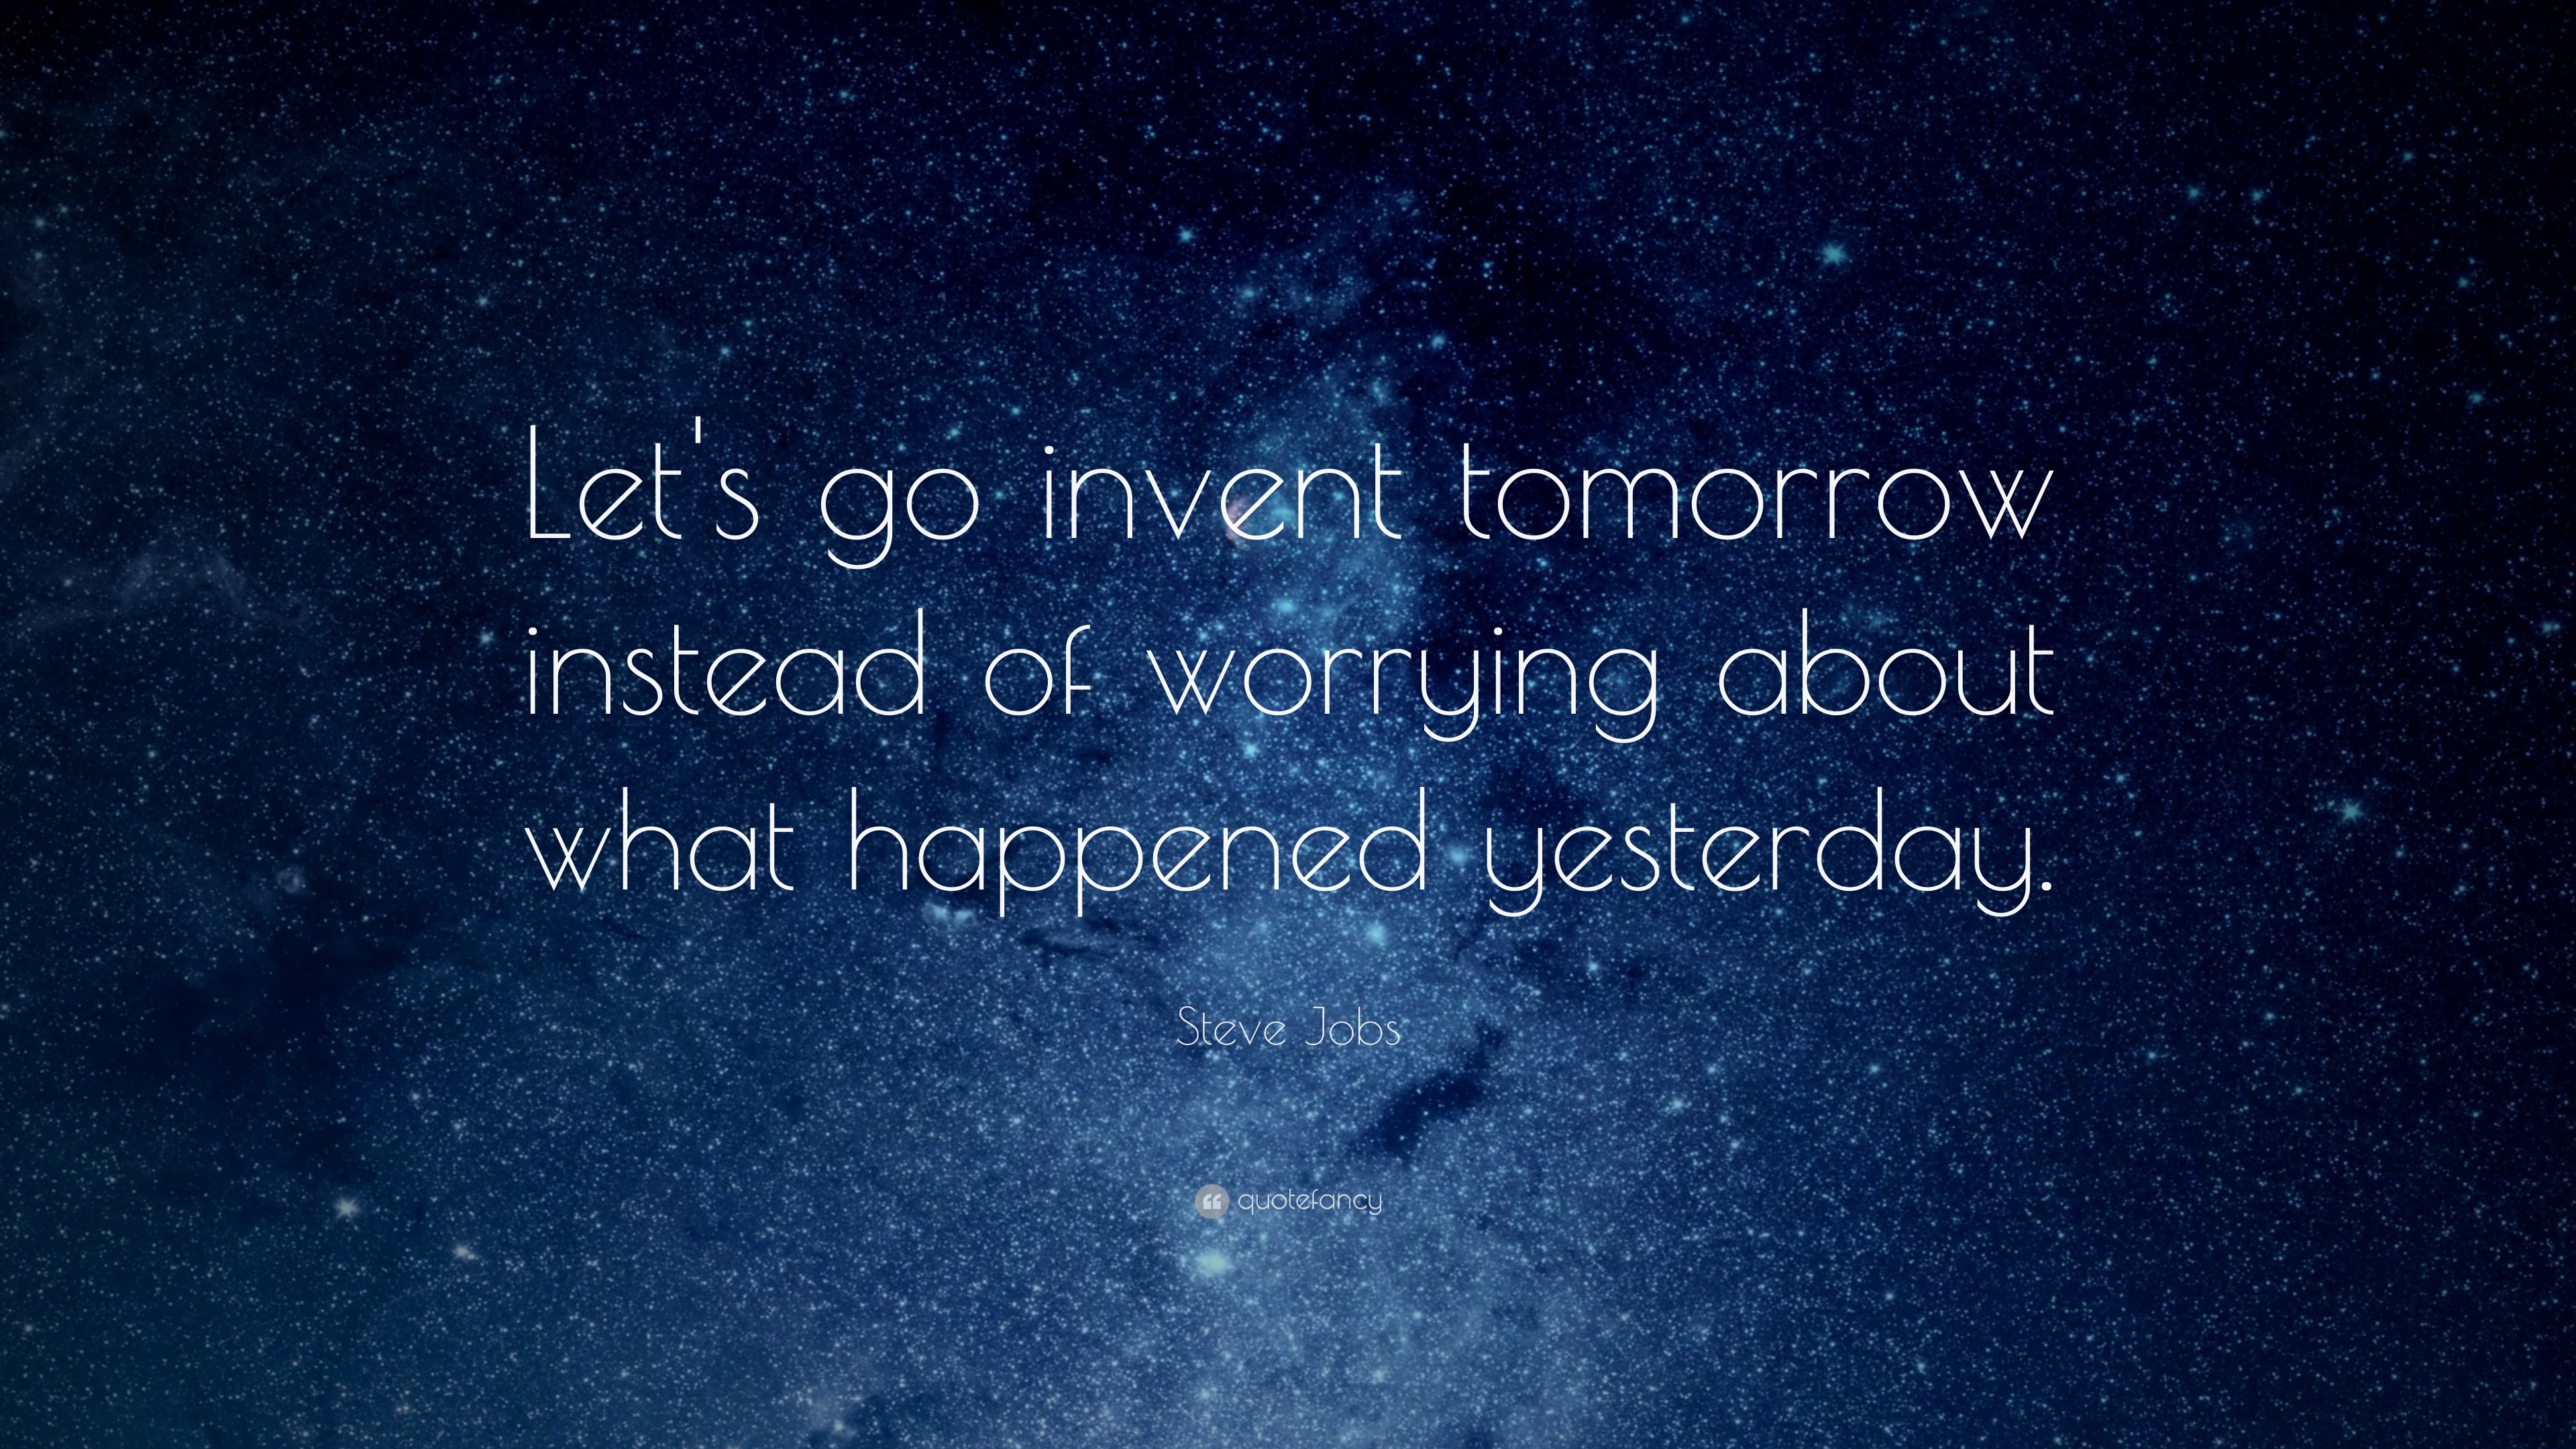 Let's go invent tomorrow
instead of worrying about
what happened yesterday.
Steve Jobs
quotefancy